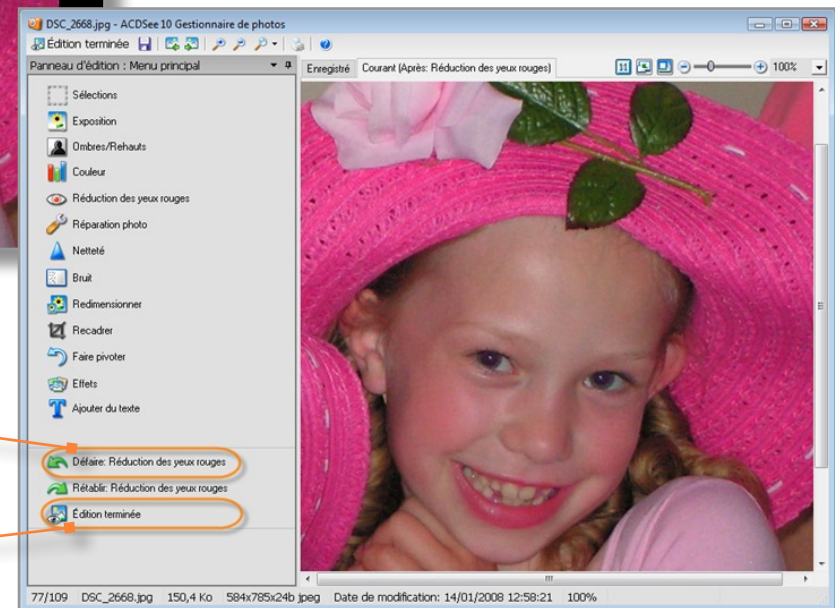 DSC_2668.jpg - ACDSee 10 Gestionnaire de photos
Édition terminée
Panneau d'édition : Menu principal
Enregistré Courant (Après: Réduction des yeux rouges) 100%
Sélections
Exposition
Ombres/Rehauts
Couleur
Réduction des yeux rouges
Réparation photo
Netteté
Bruit
Redimensionner
Recadrer
Faire pivoter
Effets
Ajouter du texte
Défaire: Réduction des yeux rouges
Rétablir: Réduction des yeux rouges
Édition terminée
77/109 DSC_2668.jpg 150,4 Ko 584x785x24b jpeg Date de modification: 14/01/2008 12:58:21 100%